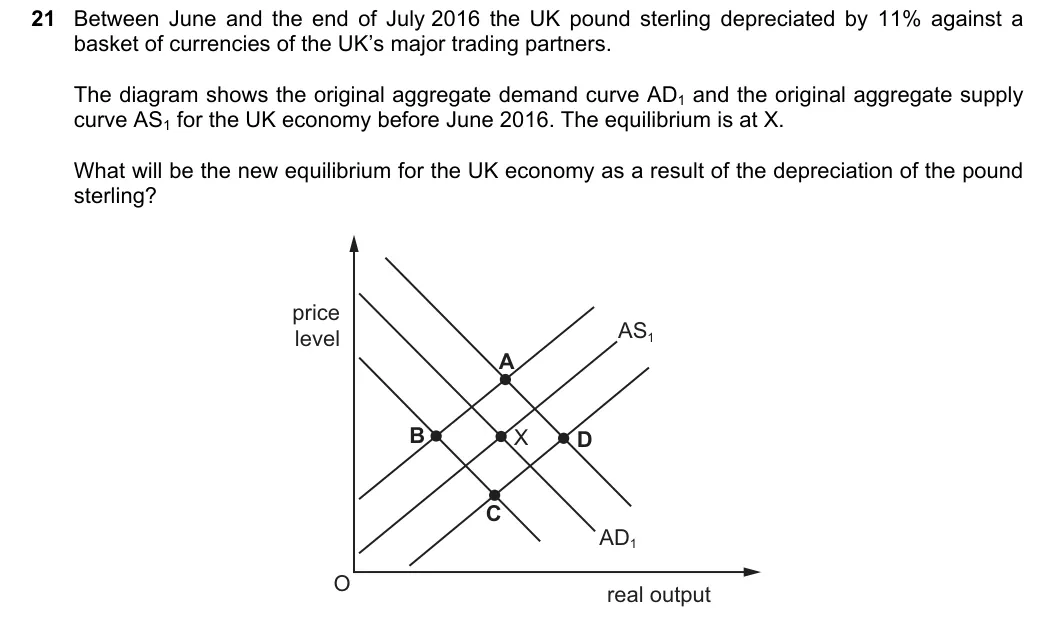 21 Between June and the end of July 2016 the UK pound sterling depreciated by 11% against a
basket of currencies of the UK's major trading partners.
The diagram shows the original aggregate demand curve AD₁ and the original aggregate supply
curve AS₁ for the UK economy before June 2016. The equilibrium is at X.
What will be the new equilibrium for the UK economy as a result of the depreciation of the pound
sterling?
price
level
AS₁
A
B
X
D
C
AD₁
O
real output